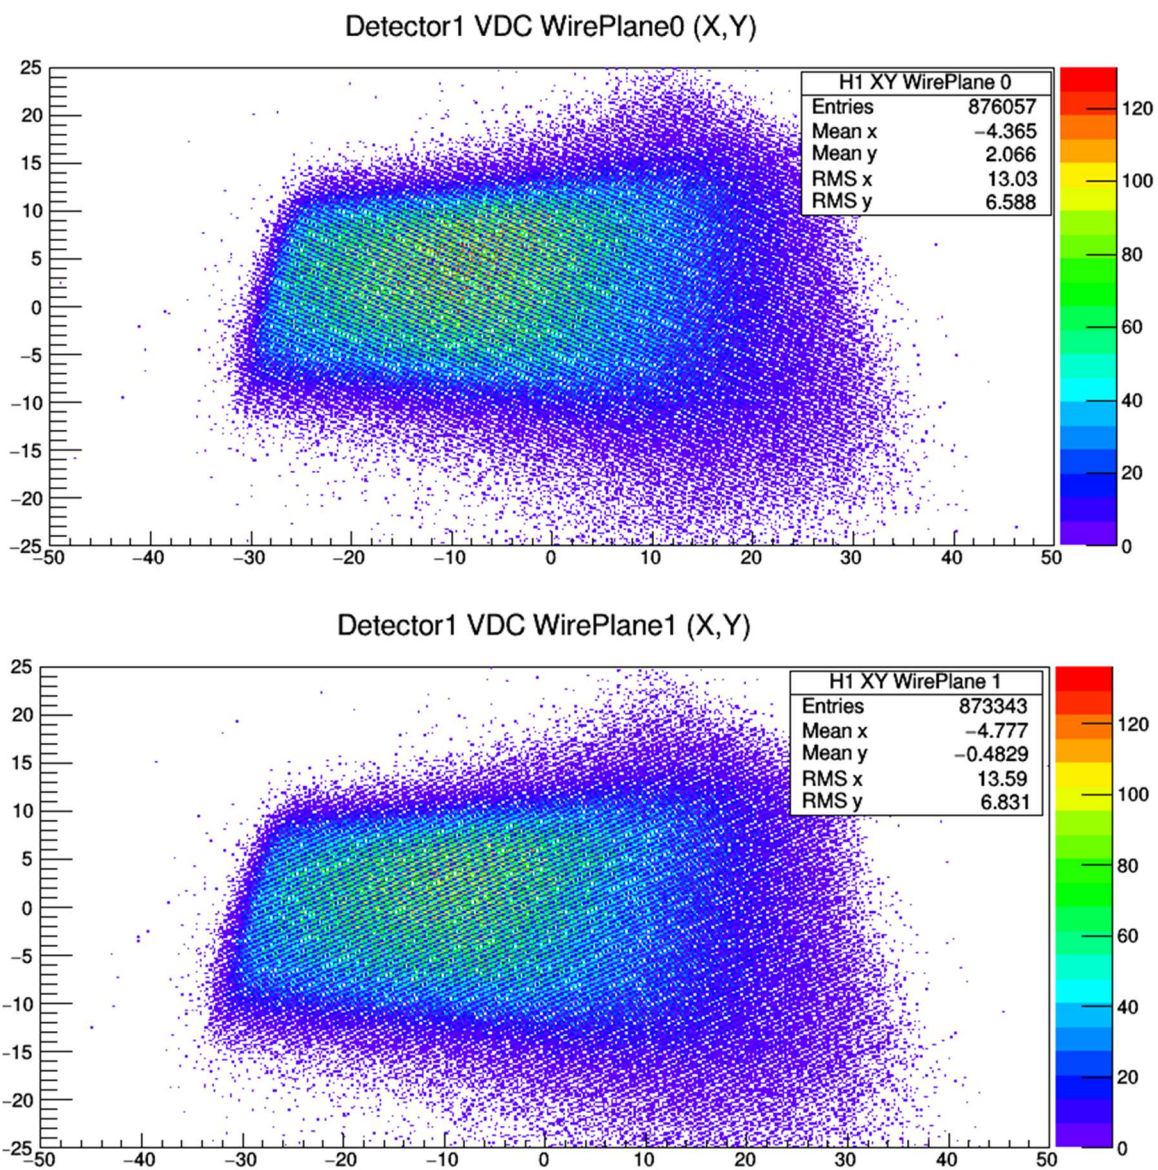 Detector1 VDC WirePlane0 (X,Y)
H1 XY WirePlane 0
Entries 876057
Mean x −4.365
Mean y 2.066
RMS x 13.03
RMS y 6.588
25
20
15
10
5
0
−5
−10
−15
−20
−25
−50 −40 −30 −20 −10 0 10 20 30 40 50
120
100
80
60
40
20
0
Detector1 VDC WirePlane1 (X,Y)
H1 XY WirePlane 1
Entries 873343
Mean x −4.777
Mean y −0.4829
RMS x 13.59
RMS y 6.831
25
20
15
10
5
0
−5
−10
−15
−20
−25
−50 −40 −30 −20 −10 0 10 20 30 40 50
120
100
80
60
40
20
0